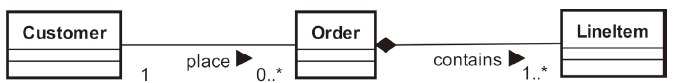 Customer
1
place
0..*
Order
contains
1..*
LineItem